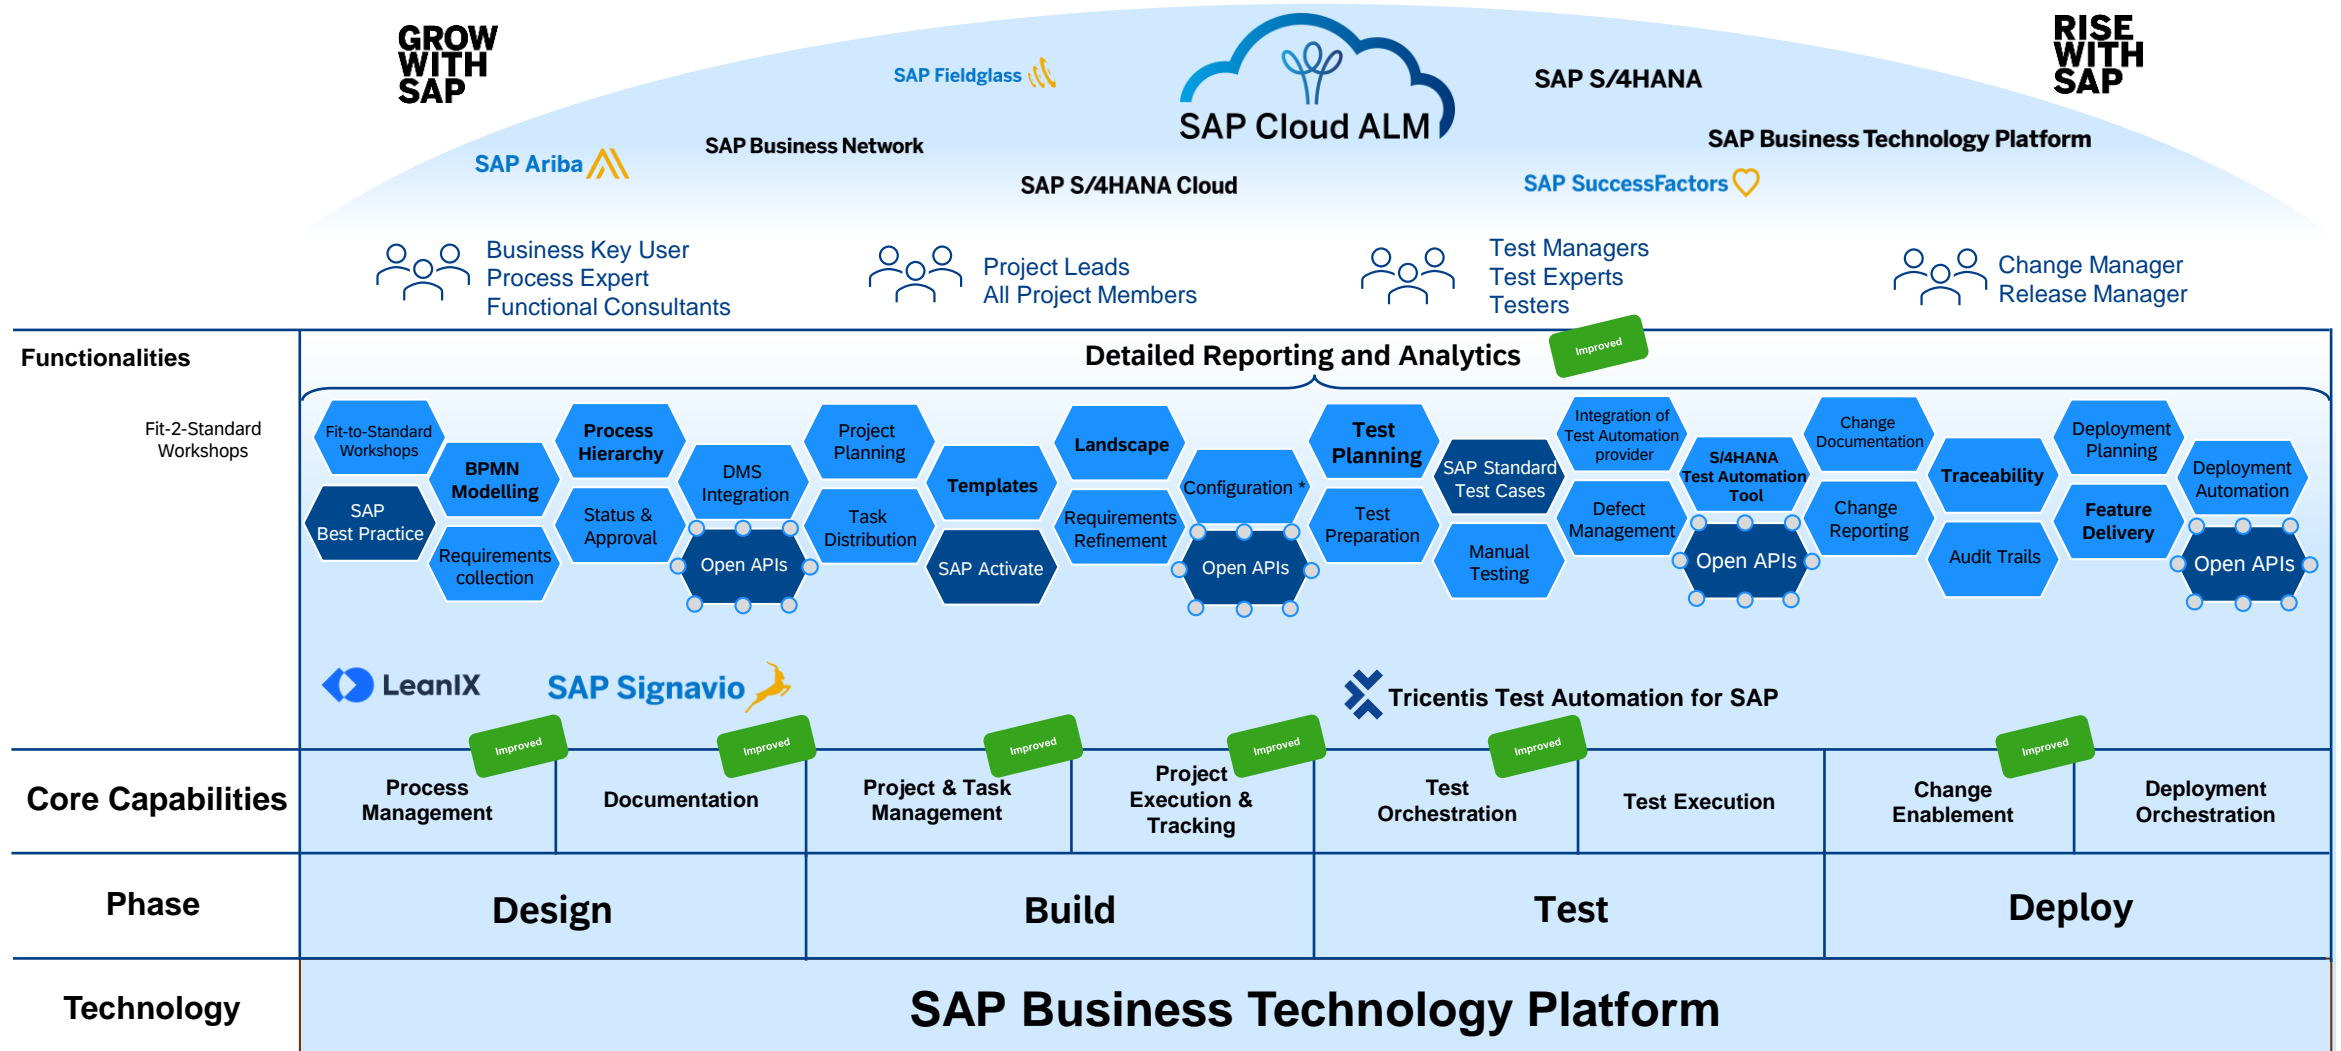 GROW
WITH
SAP
SAP Fieldglass
SAP Cloud ALM
SAP S/4HANA
RISE
WITH
SAP
SAP Ariba
SAP Business Network
SAP S/4HANA Cloud
SAP Business Technology Platform
SAP SuccessFactors
Business Key User
Process Expert
Functional Consultants
Project Leads
All Project Members
Test Managers
Test Experts
Testers
Change Manager
Release Manager
Functionalities
Detailed Reporting and Analytics
Improved
Fit-2-Standard
Workshops
Fit-to-Standard
Workshops
SAP
Best Practice
BPMN
Modelling
Requirements
collection
Process
Hierarchy
Status &
Approval
DMS
Integration
Open APIs
Project
Planning
Task
Distribution
Templates
SAP Activate
Landscape
Requirements
Refinement
Configuration *
Open APIs
Test
Planning
Test
Preparation
SAP Standard
Test Cases
Manual
Testing
Integration of
Test Automation
provider
Defect
Management
S/4HANA
Test Automation
Tool
Open APIs
Change
Documentation
Change
Reporting
Traceability
Audit Trails
Deployment
Planning
Feature
Delivery
Deployment
Automation
Open APIs
LeanIX
SAP Signavio
Tricentis Test Automation for SAP
Improved
Improved
Improved
Improved
Improved
Improved
Core Capabilities
Process
Management
Documentation
Project & Task
Management
Project
Execution &
Tracking
Test
Orchestration
Test Execution
Change
Enablement
Deployment
Orchestration
Phase
Design
Build
Test
Deploy
Technology
SAP Business Technology Platform